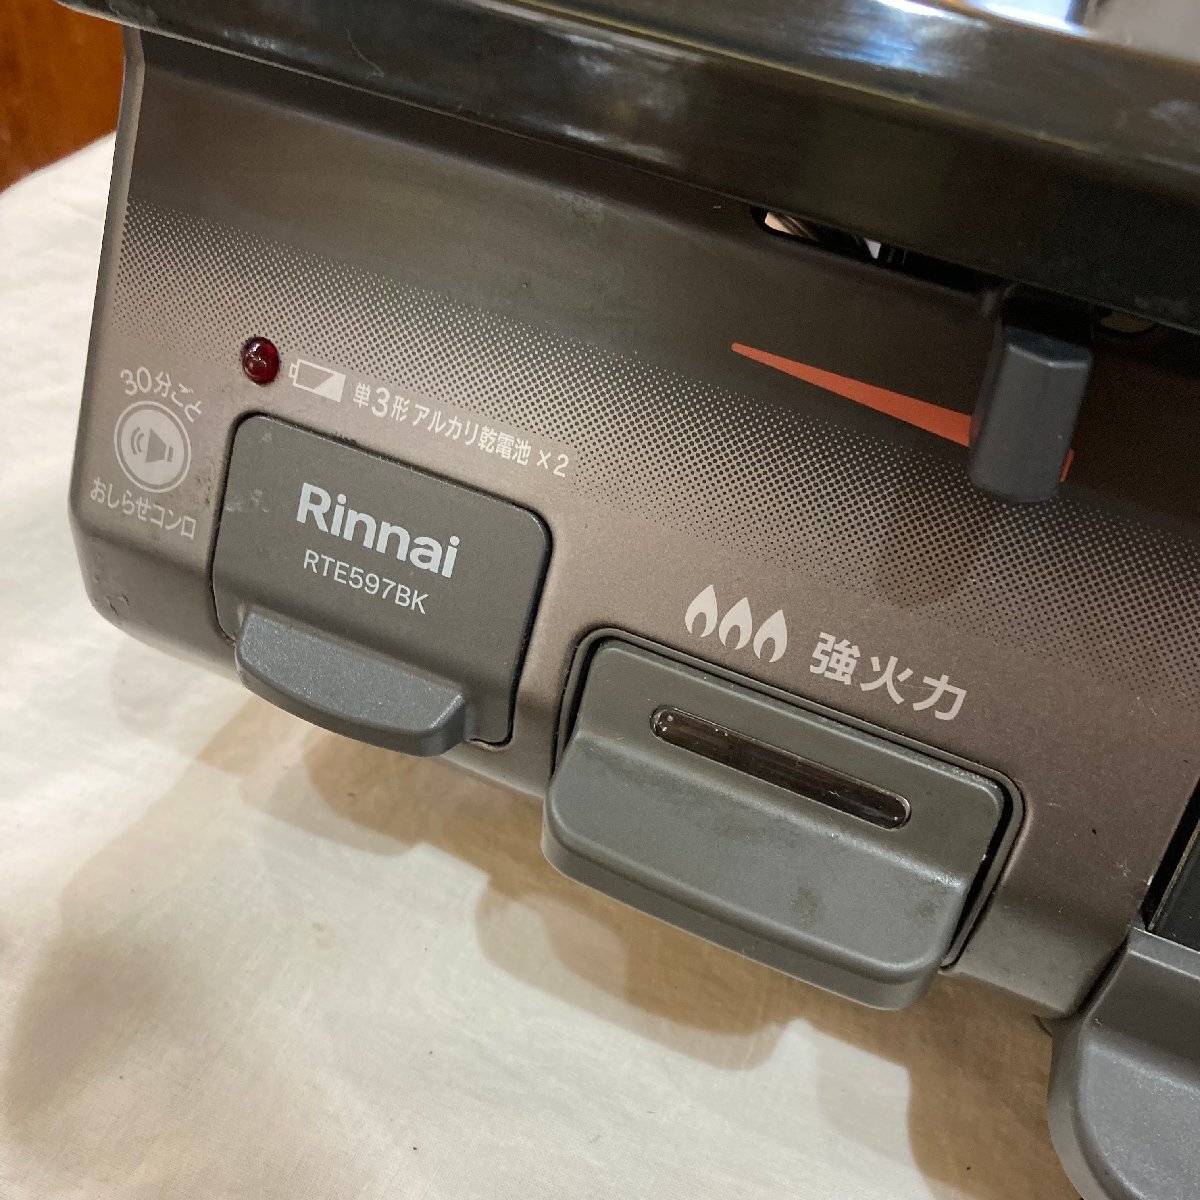 30分ごと
おしらせコンロ
単3形アルカリ乾電池×2
Rinnai
RTE597BK
強火力